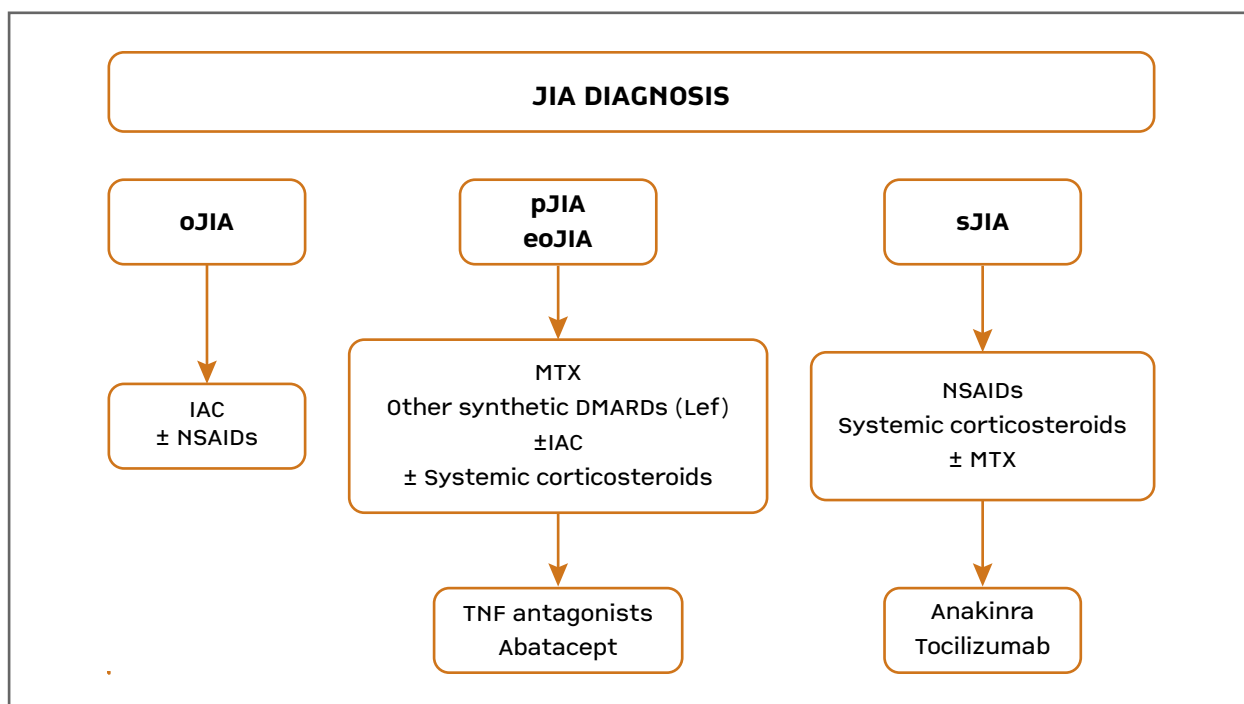 JIA DIAGNOSIS
oJIA
pJIA
eoJIA
sJIA
IAC
± NSAIDs
MTX
Other synthetic DMARDs (Lef)
±IAC
± Systemic corticosteroids
NSAIDs
Systemic corticosteroids
± MTX
TNF antagonists
Abatacept
Anakinra
Tocilizumab